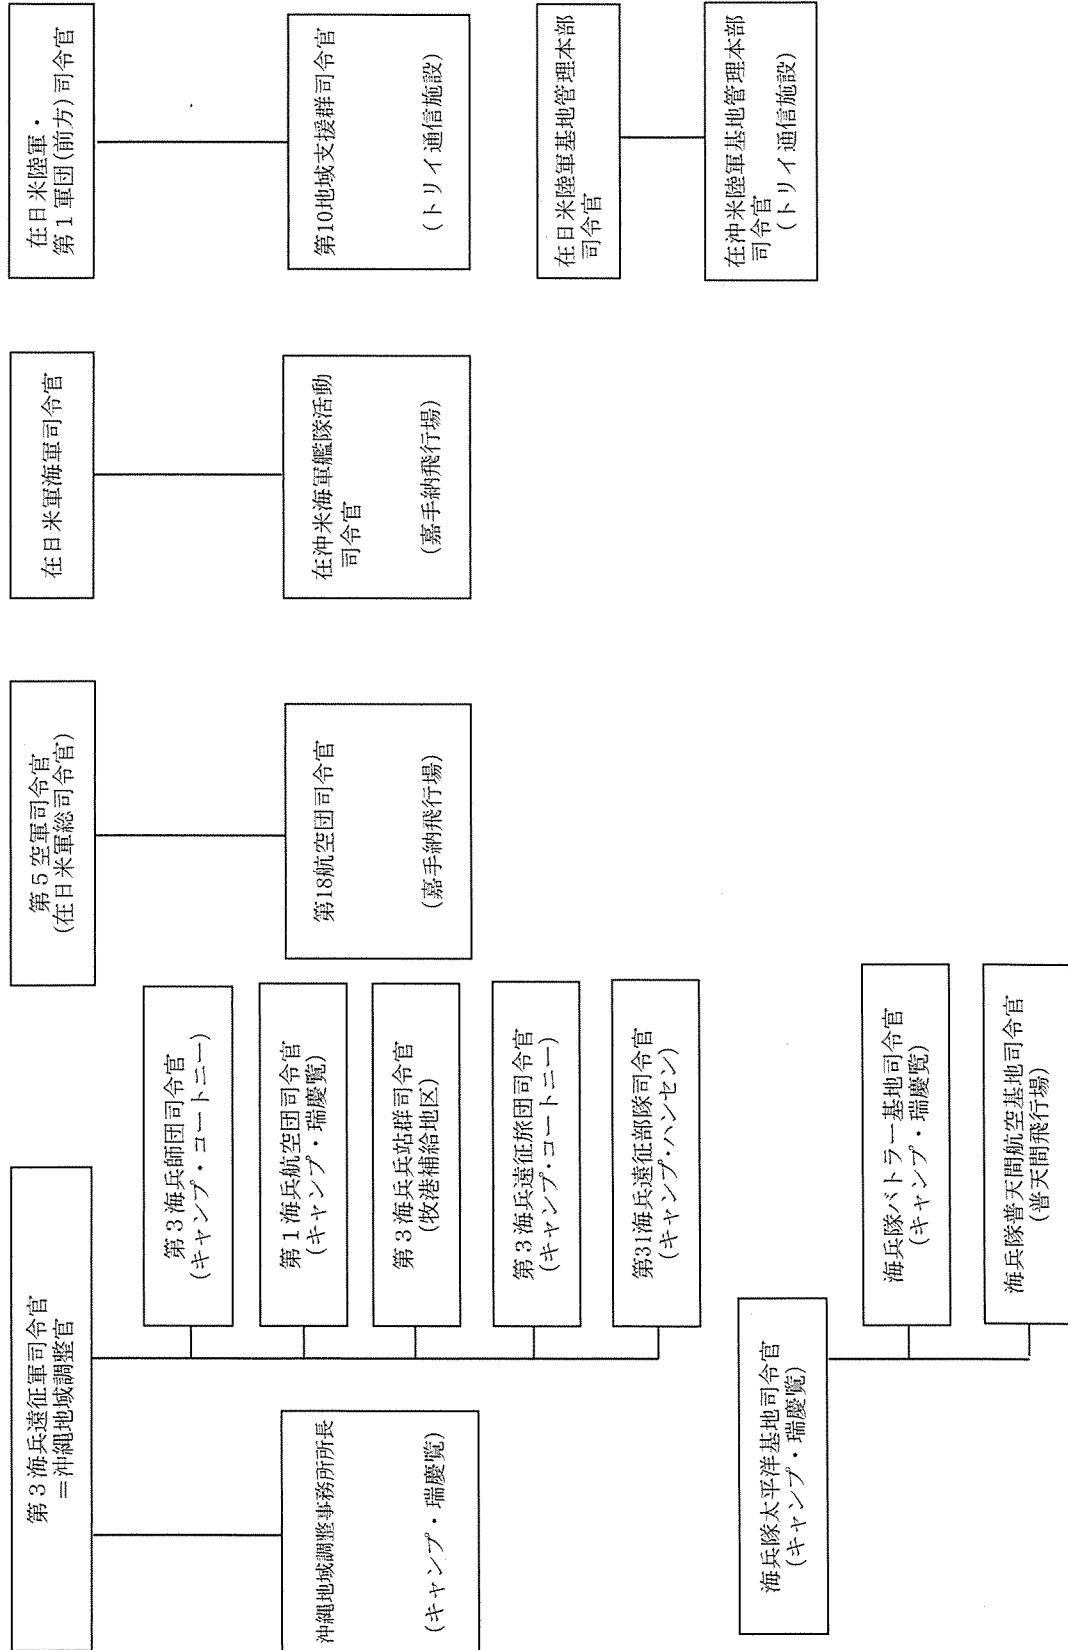 第3海兵遠征軍司令官
＝沖縄地域調整官
沖縄地域調整事務所所長
(キャンプ・瑞慶覧)
第3海兵師団司令官
(キャンプ・コートニー)
第1海兵航空団司令官
(キャンプ・瑞慶覧)
第3海兵兵站群司令官
(牧港補給地区)
第3海兵遠征旅団司令官
(キャンプ・コートニー)
第31海兵遠征部隊司令官
(キャンプ・ハンセン)
海兵隊太平洋基地司令官
(キャンプ・瑞慶覧)
海兵隊バトラー基地司令官
(キャンプ・瑞慶覧)
海兵隊普天間航空基地司令官
(普天間飛行場)
第5空軍司令官
(在日米軍総司令官)
第18航空団司令官
(嘉手納飛行場)
在日米軍海軍司令官
在沖米海軍艦隊活動
司令官
(嘉手納飛行場)
在日米陸軍・
第1軍団(前方)司令官
第10地域支援群司令官
(トリイ通信施設)
在日米陸軍基地管理本部
司令官
在沖米陸軍基地管理本部
司令官
(トリイ通信施設)